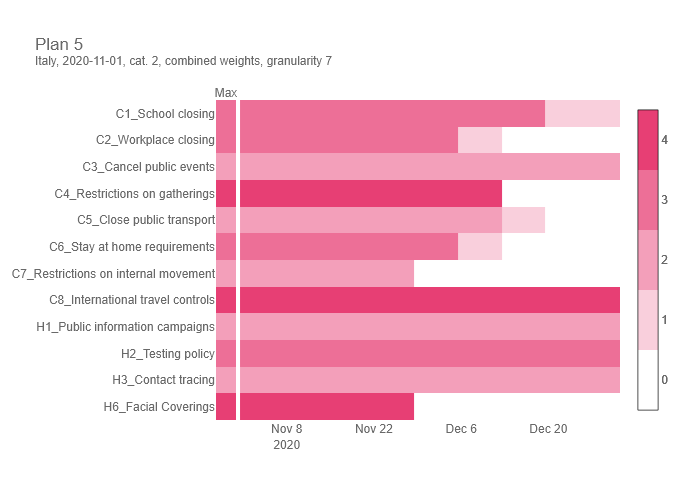 Plan 5
Italy, 2020-11-01, cat. 2, combined weights, granularity 7
Max
C1_School closing
C2_Workplace closing
C3_Cancel public events
C4_Restrictions on gatherings
C5_Close public transport
C6_Stay at home requirements
C7_Restrictions on internal movement
C8_International travel controls
H1_Public information campaigns
H2_Testing policy
H3_Contact tracing
H6_Facial Coverings
Nov 8
2020
Nov 22
Dec 6
Dec 20
4
3
2
1
0